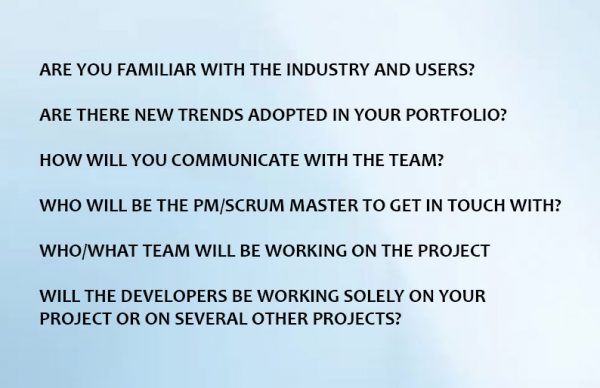 ARE YOU FAMILIAR WITH THE INDUSTRY AND USERS?
ARE THERE NEW TRENDS ADOPTED IN YOUR PORTFOLIO?
HOW WILL YOU COMMUNICATE WITH THE TEAM?
WHO WILL BE THE PM/SCRUM MASTER TO GET IN TOUCH WITH?
WHO/WHAT TEAM WILL BE WORKING ON THE PROJECT
WILL THE DEVELOPERS BE WORKING SOLELY ON YOUR
PROJECT OR ON SEVERAL OTHER PROJECTS?